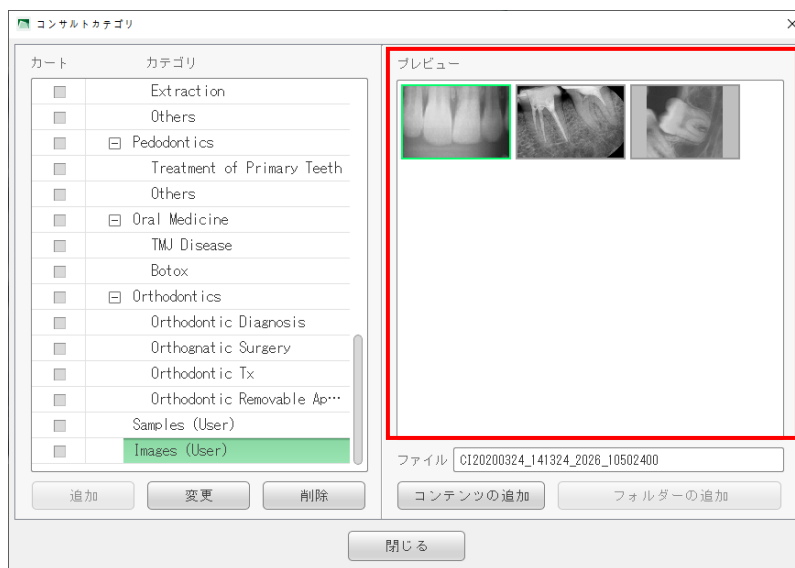 コンサルトカテゴリ
カート カテゴリ
Extraction
Others
Pedodontics
Treatment of Primary Teeth
Others
Oral Medicine
TMJ Disease
Botox
Orthodontics
Orthodontic Diagnosis
Orthognatic Surgery
Orthodontic Tx
Orthodontic Removable Ap…
Samples (User)
Images (User)
追加 変更 削除
プレビュー
ファイル CI20200324_141324_2026_10502400
コンテンツの追加 フォルダーの追加
閉じる